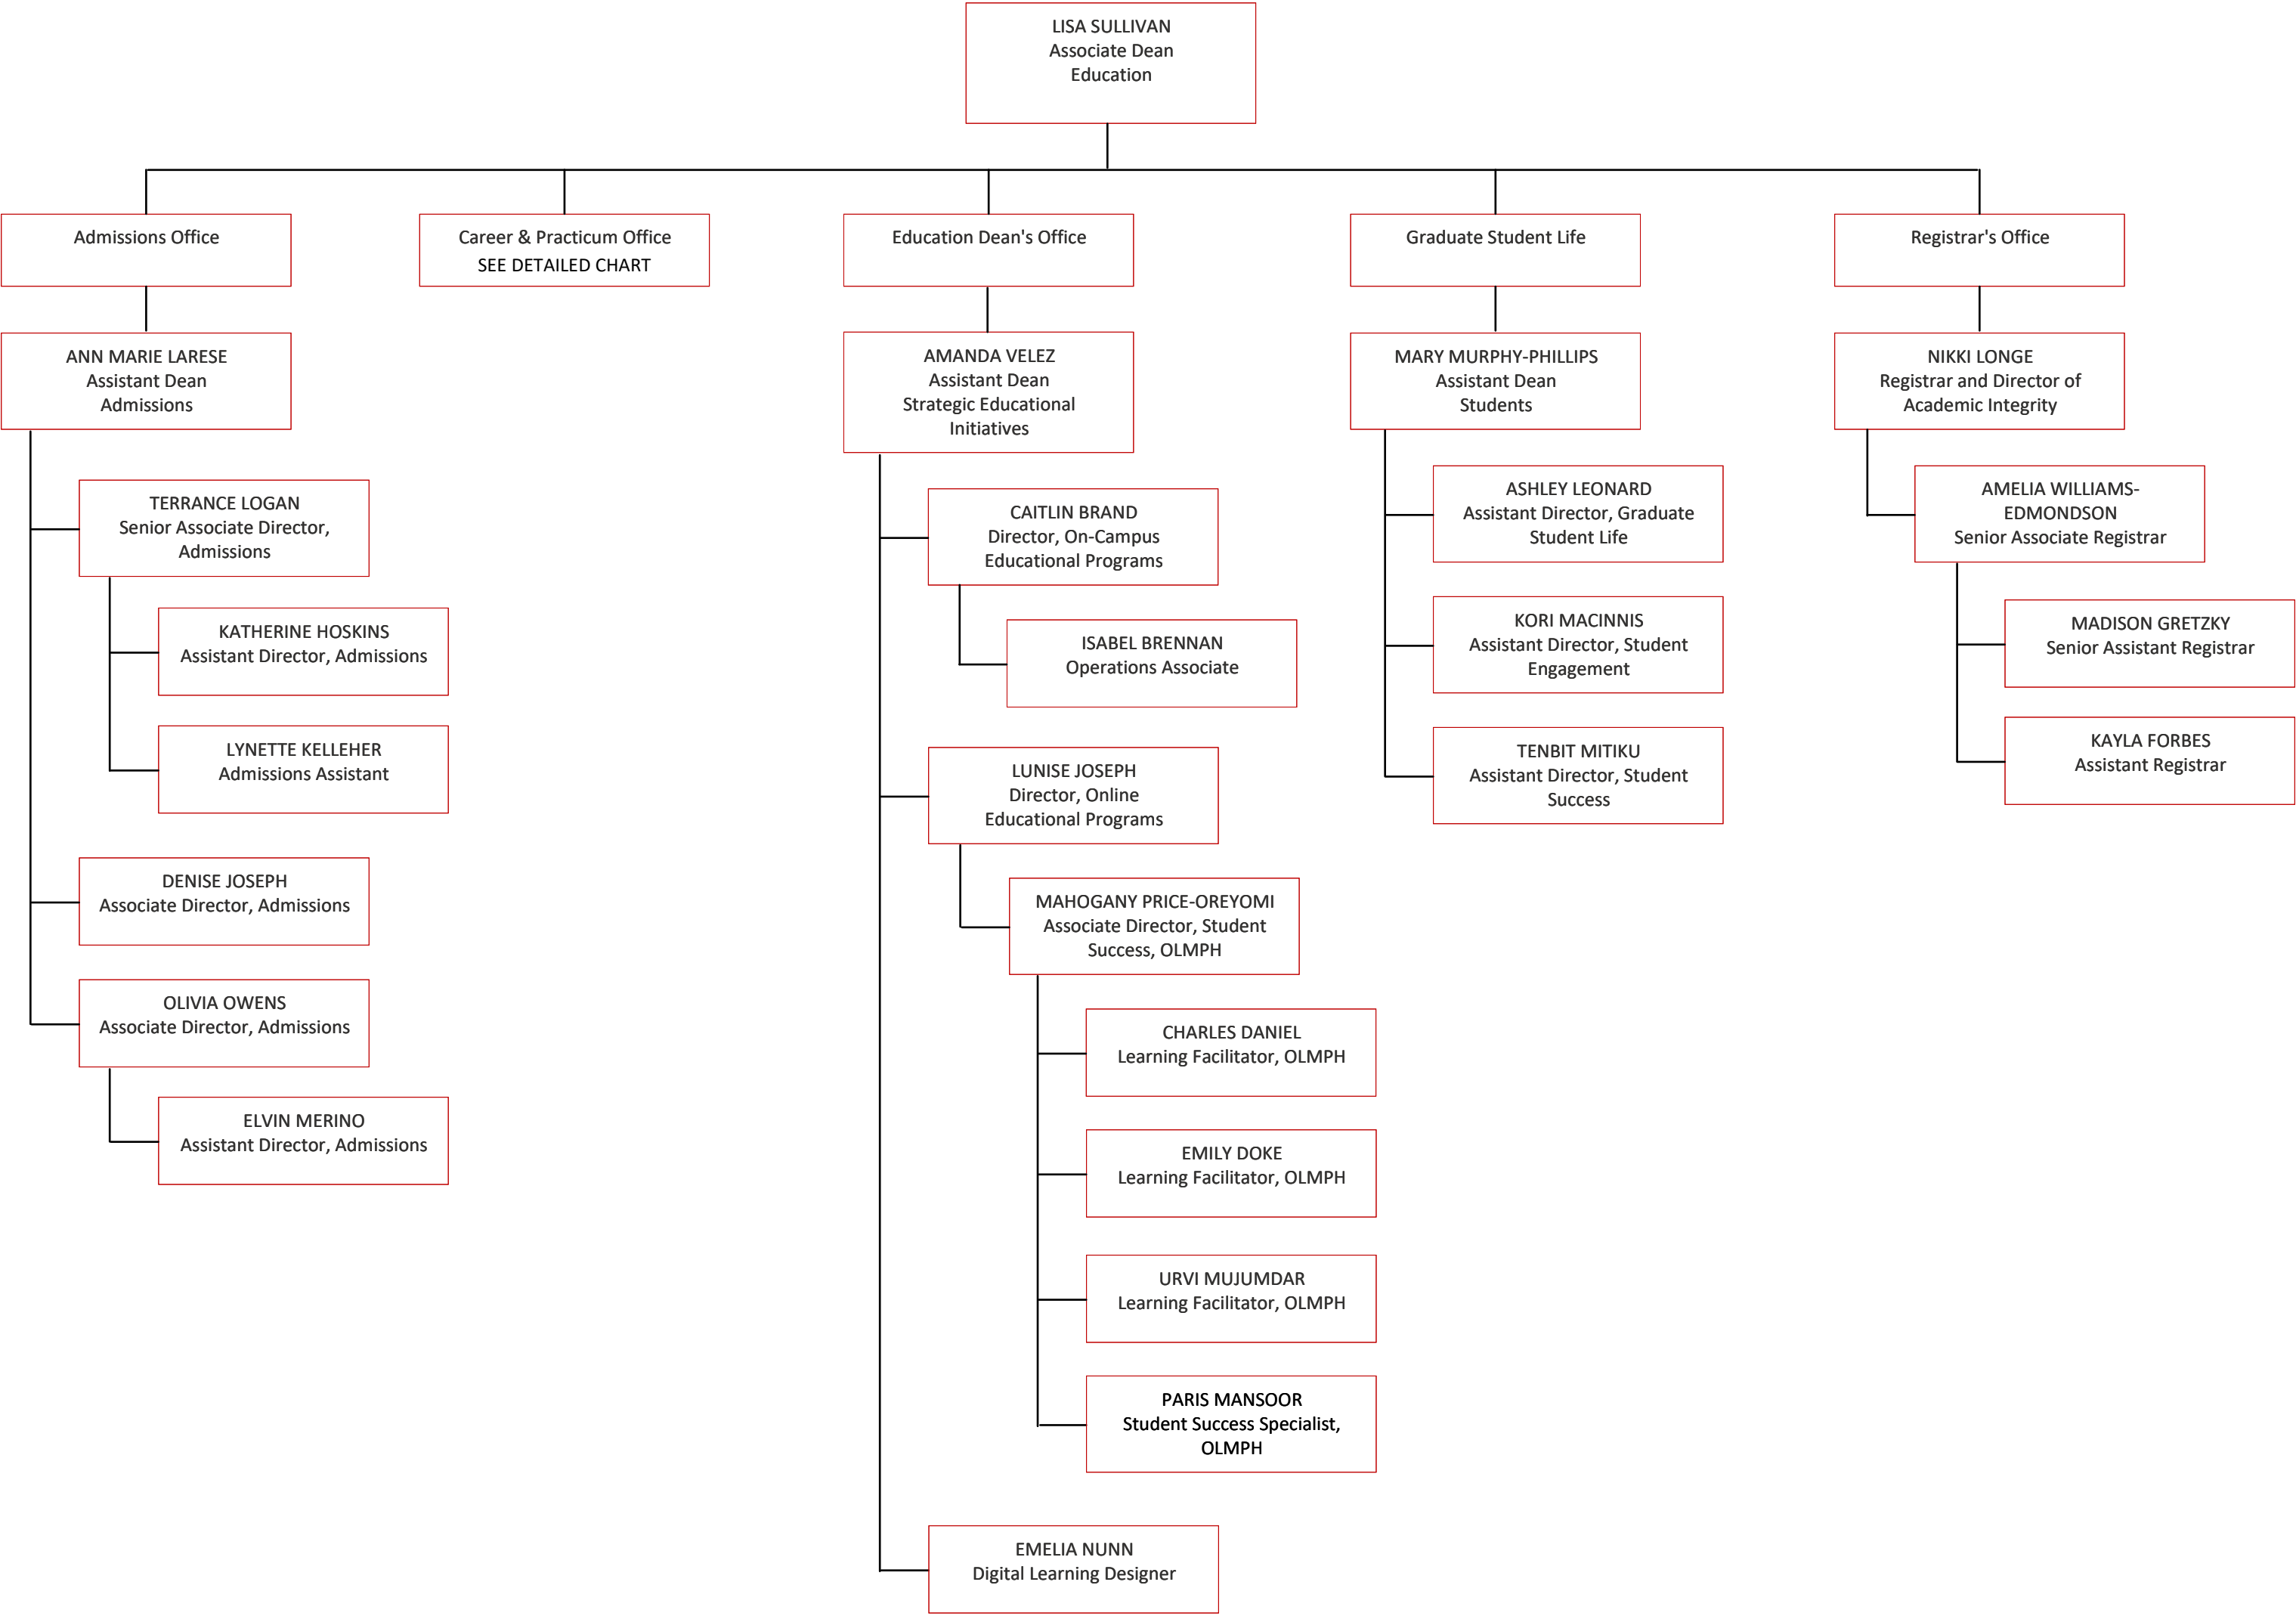 LISA SULLIVAN
Associate Dean
Education
Admissions Office
Career & Practicum Office
SEE DETAILED CHART
Education Dean's Office
Graduate Student Life
Registrar's Office
ANN MARIE LARESE
Assistant Dean
Admissions
TERRANCE LOGAN
Senior Associate Director,
Admissions
KATHERINE HOSKINS
Assistant Director, Admissions
LYNETTE KELLEHER
Admissions Assistant
DENISE JOSEPH
Associate Director, Admissions
OLIVIA OWENS
Associate Director, Admissions
ELVIN MERINO
Assistant Director, Admissions
AMANDA VELEZ
Assistant Dean
Strategic Educational
Initiatives
CAITLIN BRAND
Director, On-Campus
Educational Programs
ISABEL BRENNAN
Operations Associate
LUNISE JOSEPH
Director, Online
Educational Programs
MAHOGANY PRICE-OREYOMI
Associate Director, Student
Success, OLMPH
CHARLES DANIEL
Learning Facilitator, OLMPH
EMILY DOKE
Learning Facilitator, OLMPH
URVI MUJUMDAR
Learning Facilitator, OLMPH
PARIS MANSOOR
Student Success Specialist,
OLMPH
EMELIA NUNN
Digital Learning Designer
MARY MURPHY-PHILLIPS
Assistant Dean
Students
ASHLEY LEONARD
Assistant Director, Graduate
Student Life
KORI MACINNIS
Assistant Director, Student
Engagement
TENBIT MITIKU
Assistant Director, Student
Success
NIKKI LONGE
Registrar and Director of
Academic Integrity
AMELIA WILLIAMS-
EDMONDSON
Senior Associate Registrar
MADISON GRETZKY
Senior Assistant Registrar
KAYLA FORBES
Assistant Registrar